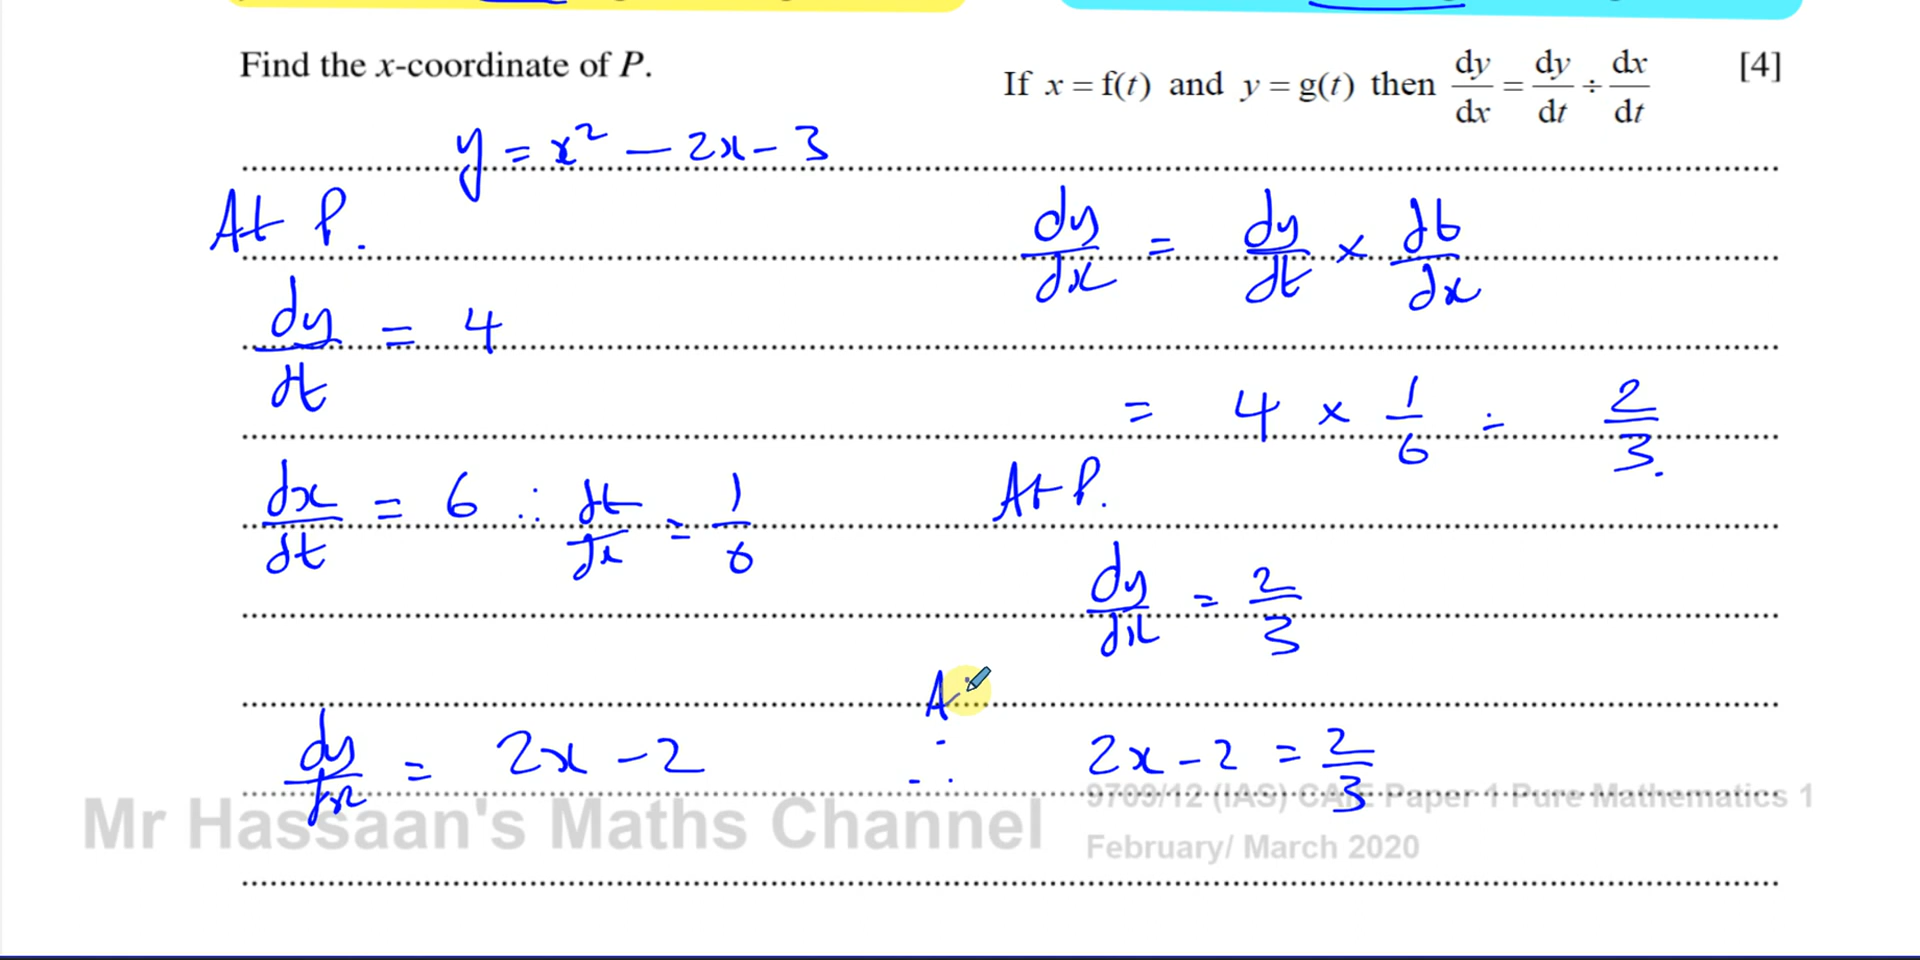 Find the x-coordinate of P.
If x = f(t) and y = g(t) then dy/dx = dy/dt ÷ dx/dt [4]
y = x² - 2x - 3
At P.
dy/dx = dy/dt × dt/dx
dy/dt = 4
= 4 × 1/6 = 2/3.
dx/dt = 6 ∴ dt/dx = 1/6
At P.
dy/dx = 2/3
A
dy/dx = 2x - 2 ∴ 2x - 2 = 2/3
Mr Hassaan's Maths Channel
9709/12 (IAS) CAIE Paper 1 Pure Mathematics 1
February/ March 2020